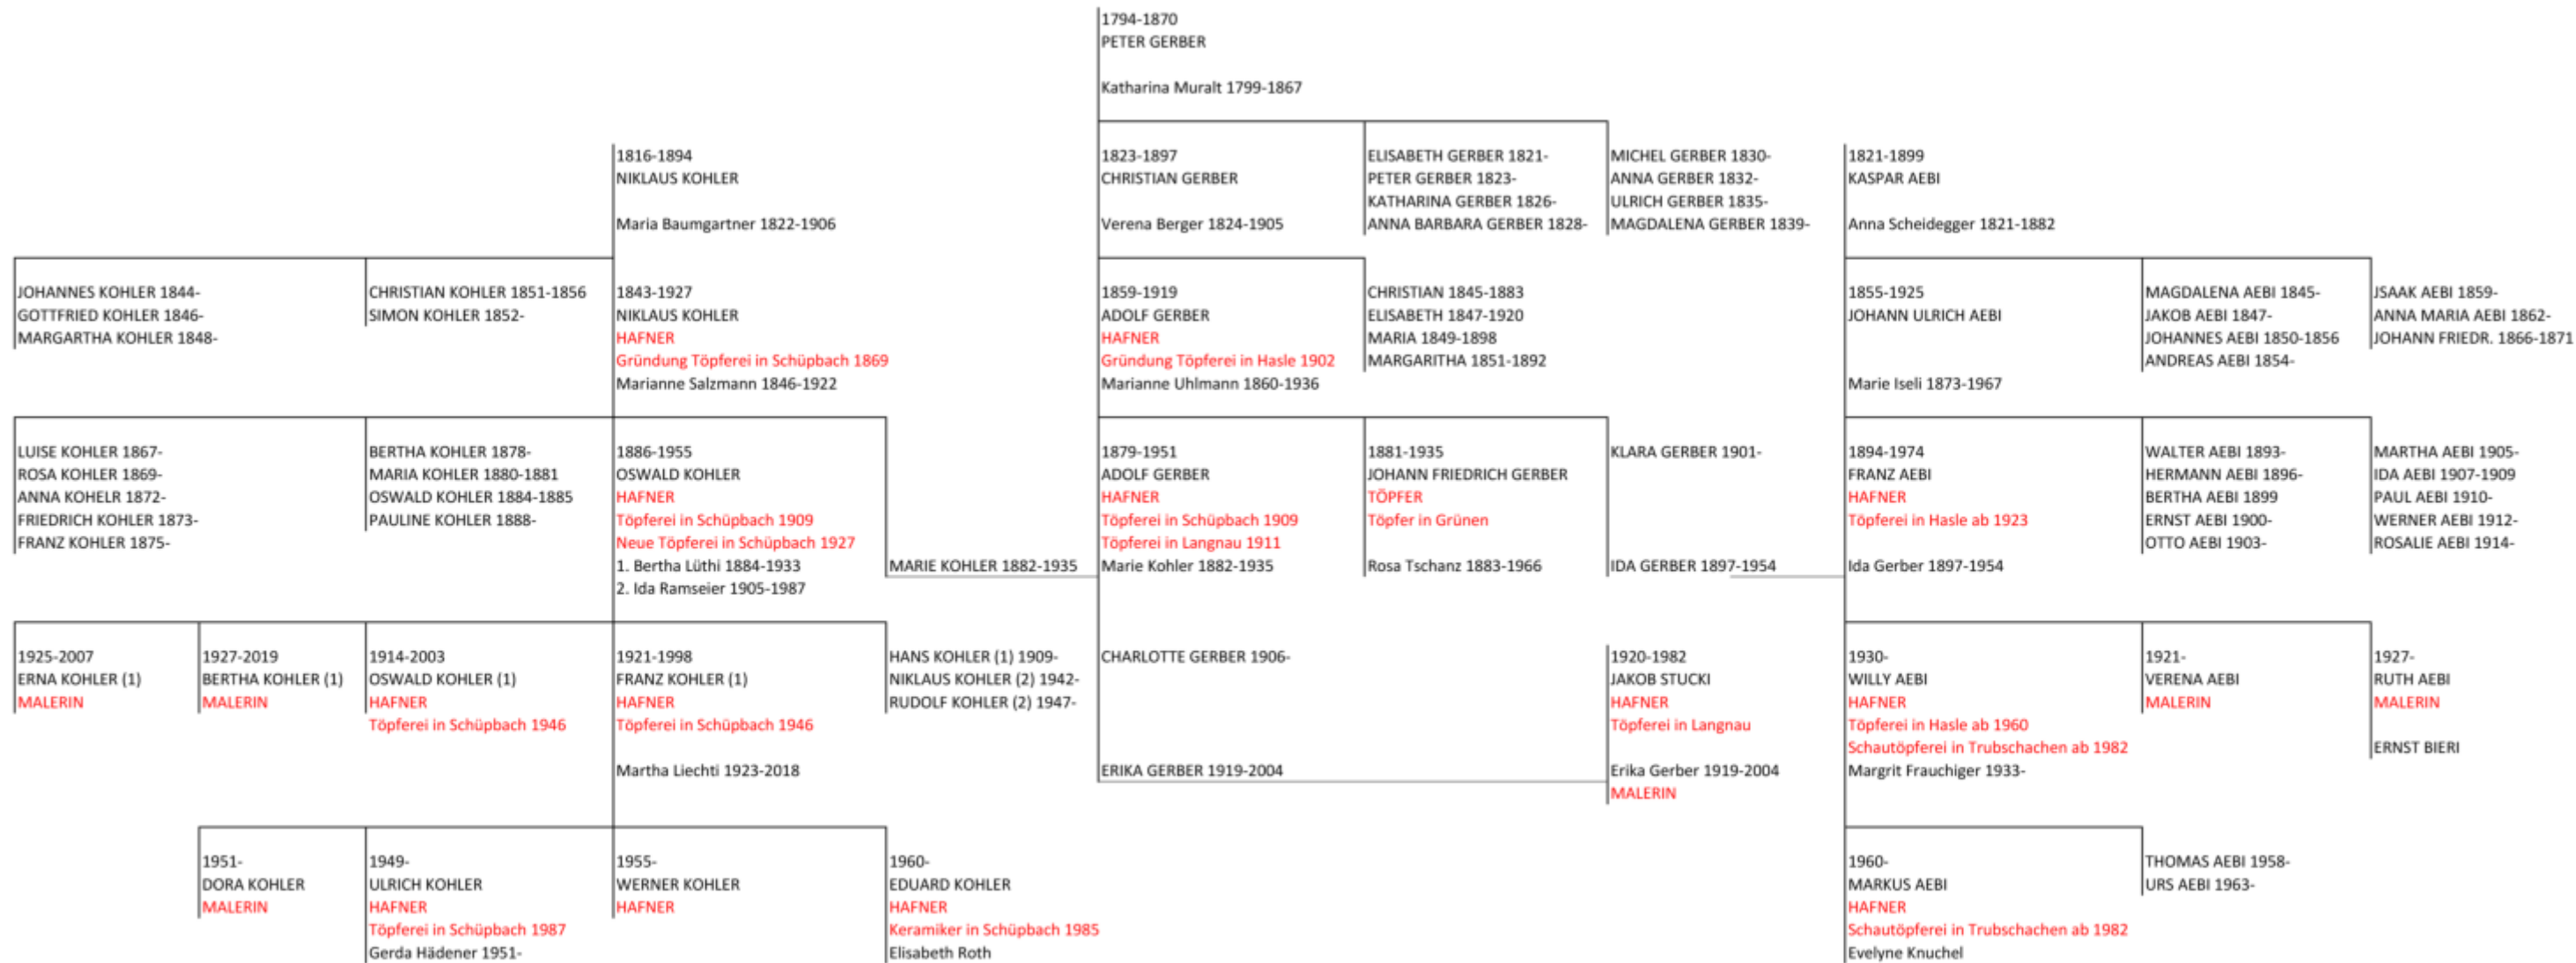 1794-1870
PETER GERBER
Katharina Muralt 1799-1867
1816-1894
NIKLAUS KOHLER
Maria Baumgartner 1822-1906
1823-1897
CHRISTIAN GERBER
Verena Berger 1824-1905
ELISABETH GERBER 1821-
PETER GERBER 1823-
KATHARINA GERBER 1826-
ANNA BARBARA GERBER 1828-
MICHEL GERBER 1830-
ANNA GERBER 1832-
ULRICH GERBER 1835-
MAGDALENA GERBER 1839-
1821-1899
KASPAR AEBI
Anna Scheidegger 1821-1882
JOHANNES KOHLER 1844-
GOTTFRIED KOHLER 1846-
MARGARTHA KOHLER 1848-
CHRISTIAN KOHLER 1851-1856
SIMON KOHLER 1852-
1843-1927
NIKLAUS KOHLER
HAFNER
Gründung Töpferei in Schüpbach 1869
Marianne Salzmann 1846-1922
1859-1919
ADOLF GERBER
HAFNER
Gründung Töpferei in Hasle 1902
Marianne Uhlmann 1860-1936
CHRISTIAN 1845-1883
ELISABETH 1847-1920
MARIA 1849-1898
MARGARITHA 1851-1892
1855-1925
JOHANN ULRICH AEBI
Marie Iseli 1873-1967
MAGDALENA AEBI 1845-
JAKOB AEBI 1847-
JOHANNES AEBI 1850-1856
ANDREAS AEBI 1854-
JSAAK AEBI 1859-
ANNA MARIA AEBI 1862-
JOHANN FRIEDR. 1866-1871
LUISE KOHLER 1867-
ROSA KOHLER 1869-
ANNA KOHELR 1872-
FRIEDRICH KOHLER 1873-
FRANZ KOHLER 1875-
BERTHA KOHLER 1878-
MARIA KOHLER 1880-1881
OSWALD KOHLER 1884-1885
PAULINE KOHLER 1888-
1886-1955
OSWALD KOHLER
HAFNER
Töpferei in Schüpbach 1909
Neue Töpferei in Schüpbach 1927
1. Bertha Lüthi 1884-1933
2. Ida Ramseier 1905-1987
MARIE KOHLER 1882-1935
1879-1951
ADOLF GERBER
HAFNER
Töpferei in Schüpbach 1909
Töpferei in Langnau 1911
Marie Kohler 1882-1935
1881-1935
JOHANN FRIEDRICH GERBER
TÖPFER
Töpfer in Grünen
Rosa Tschanz 1883-1966
KLARA GERBER 1901-
IDA GERBER 1897-1954
1894-1974
FRANZ AEBI
HAFNER
Töpferei in Hasle ab 1923
Ida Gerber 1897-1954
WALTER AEBI 1893-
HERMANN AEBI 1896-
BERTHA AEBI 1899
ERNST AEBI 1900-
OTTO AEBI 1903-
MARTHA AEBI 1905-
IDA AEBI 1907-1909
PAUL AEBI 1910-
WERNER AEBI 1912-
ROSALIE AEBI 1914-
1925-2007
ERNA KOHLER (1)
MALERIN
1927-2019
BERTHA KOHLER (1)
MALERIN
1914-2003
OSWALD KOHLER (1)
HAFNER
Töpferei in Schüpbach 1946
1921-1998
FRANZ KOHLER (1)
HAFNER
Töpferei in Schüpbach 1946
Martha Liechti 1923-2018
HANS KOHLER (1) 1909-
NIKLAUS KOHLER (2) 1942-
RUDOLF KOHLER (2) 1947-
CHARLOTTE GERBER 1906-
ERIKA GERBER 1919-2004
1920-1982
JAKOB STUCKI
HAFNER
Töpferei in Langnau
Erika Gerber 1919-2004
MALERIN
1930-
WILLY AEBI
HAFNER
Töpferei in Hasle ab 1960
Schautöpferei in Trubschachen ab 1982
Margrit Frauchiger 1933-
1921-
VERENA AEBI
MALERIN
1927-
RUTH AEBI
MALERIN
ERNST BIERI
1951-
DORA KOHLER
MALERIN
1949-
ULRICH KOHLER
HAFNER
Töpferei in Schüpbach 1987
Gerda Hädener 1951-
1955-
WERNER KOHLER
HAFNER
1960-
EDUARD KOHLER
HAFNER
Keramiker in Schüpbach 1985
Elisabeth Roth
1960-
MARKUS AEBI
HAFNER
Schautöpferei in Trubschachen ab 1982
Evelyne Knuchel
THOMAS AEBI 1958-
URS AEBI 1963-